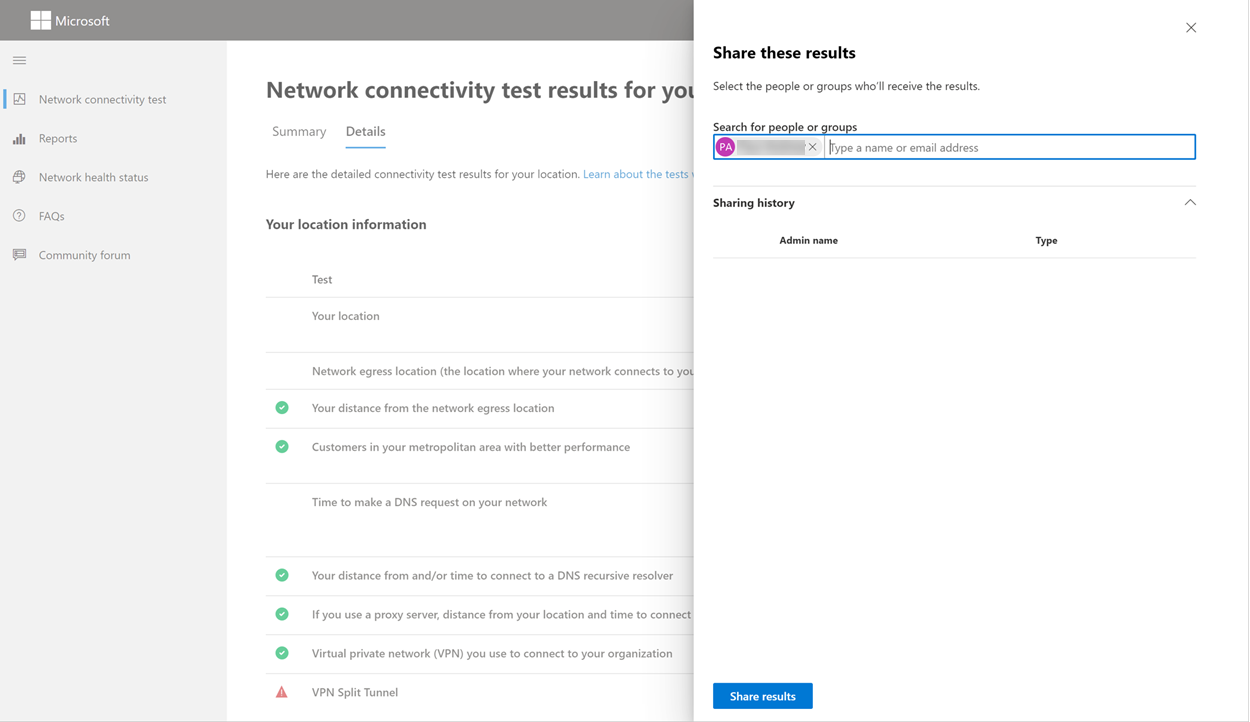 Microsoft
Network connectivity test
Reports
Network health status
FAQs
Community forum
Network connectivity test results for you
Summary
Details
Here are the detailed connectivity test results for your location. Learn about the tests
Your location information
Test
Your location
Network egress location (the location where your network connects to you
Your distance from the network egress location
Customers in your metropolitan area with better performance
Time to make a DNS request on your network
Your distance from and/or time to connect to a DNS recursive resolver
If you use a proxy server, distance from your location and time to connect
Virtual private network (VPN) you use to connect to your organization
VPN Split Tunnel
Share these results
Select the people or groups who'll receive the results.
Search for people or groups
PA
Type a name or email address
Sharing history
Admin name
Type
Share results